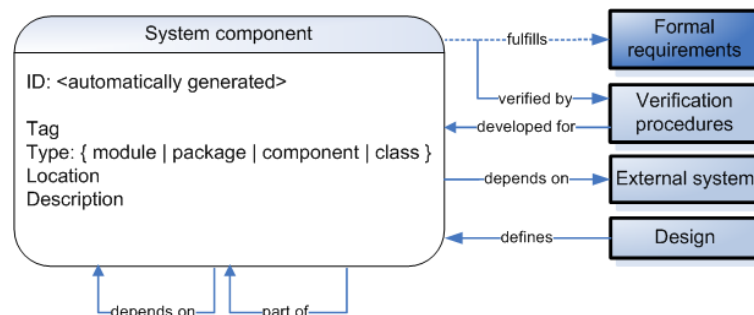 System component
ID: <automatically generated>
Tag
Type: { module | package | component | class }
Location
Description
fulfills
Formal
requirements
verified by
developed for
Verification
procedures
depends on
External system
defines
Design
depends on
part of